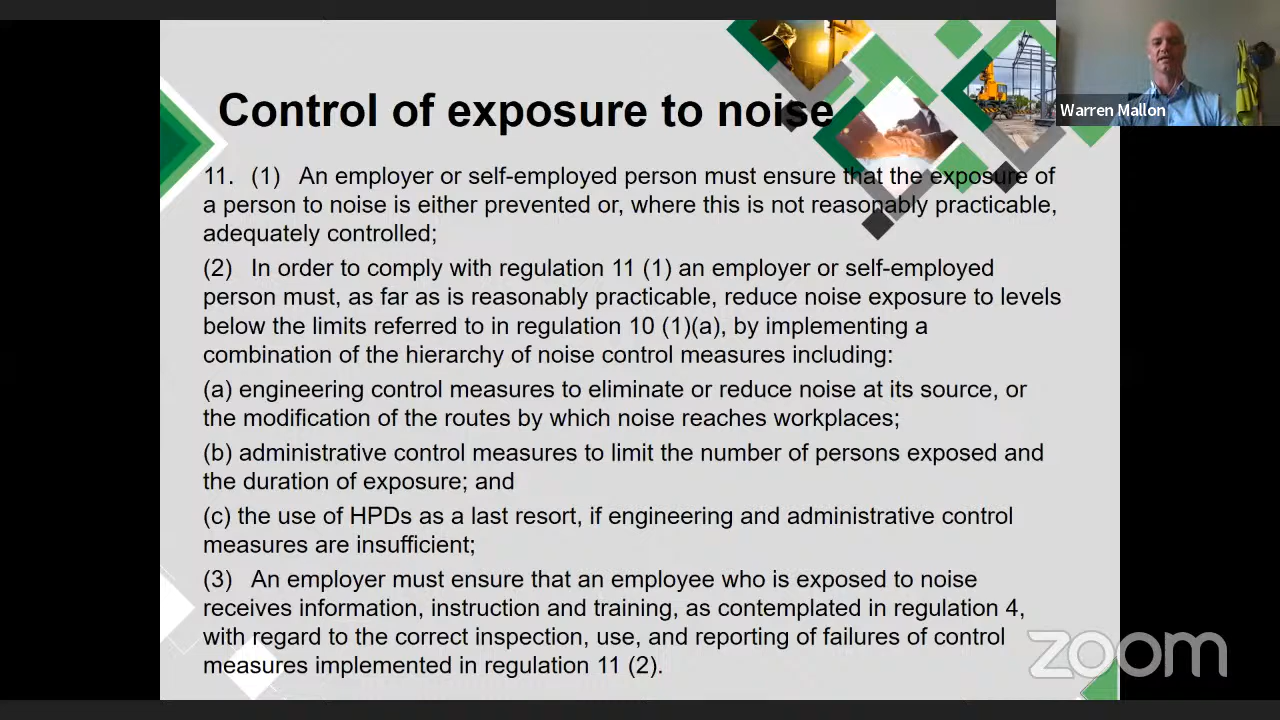 Control of exposure to noise
Warren Mallon
11. (1) An employer or self-employed person must ensure that the exposure of
a person to noise is either prevented or, where this is not reasonably practicable,
adequately controlled;
(2) In order to comply with regulation 11 (1) an employer or self-employed
person must, as far as is reasonably practicable, reduce noise exposure to levels
below the limits referred to in regulation 10 (1)(a), by implementing a
combination of the hierarchy of noise control measures including:
(a) engineering control measures to eliminate or reduce noise at its source, or
the modification of the routes by which noise reaches workplaces;
(b) administrative control measures to limit the number of persons exposed and
the duration of exposure; and
(c) the use of HPDs as a last resort, if engineering and administrative control
measures are insufficient;
(3) An employer must ensure that an employee who is exposed to noise
receives information, instruction and training, as contemplated in regulation 4,
with regard to the correct inspection, use, and reporting of failures of control
measures implemented in regulation 11 (2).
zoom